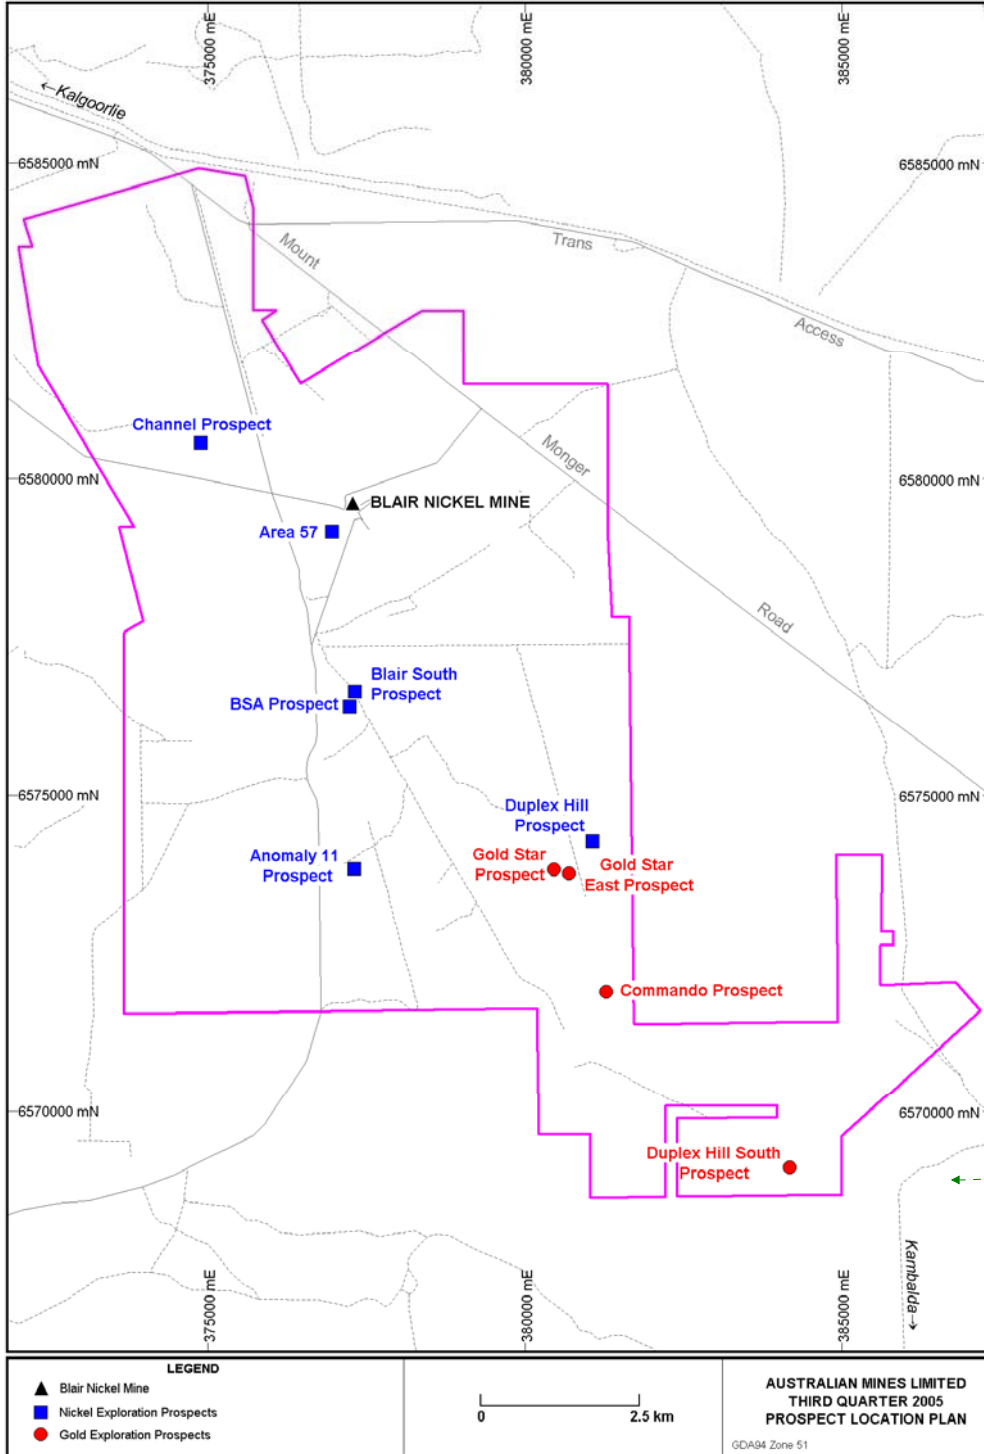 375000 mE
380000 mE
385000 mE
←Kalgoorlie
6585000 mN
6585000 mN
Mount
Trans
Access
Channel Prospect
Monger
6580000 mN
6580000 mN
BLAIR NICKEL MINE
Area 57
Road
Blair South
Prospect
BSA Prospect
6575000 mN
6575000 mN
Duplex Hill
Prospect
Anomaly 11
Prospect
Gold Star
Prospect
Gold Star
East Prospect
Commando Prospect
6570000 mN
6570000 mN
Duplex Hill South
Prospect
Kambalda→
375000 mE
380000 mE
385000 mE
LEGEND
Blair Nickel Mine
Nickel Exploration Prospects
Gold Exploration Prospects
0
2.5 km
AUSTRALIAN MINES LIMITED
THIRD QUARTER 2005
PROSPECT LOCATION PLAN
GDA94 Zone 51